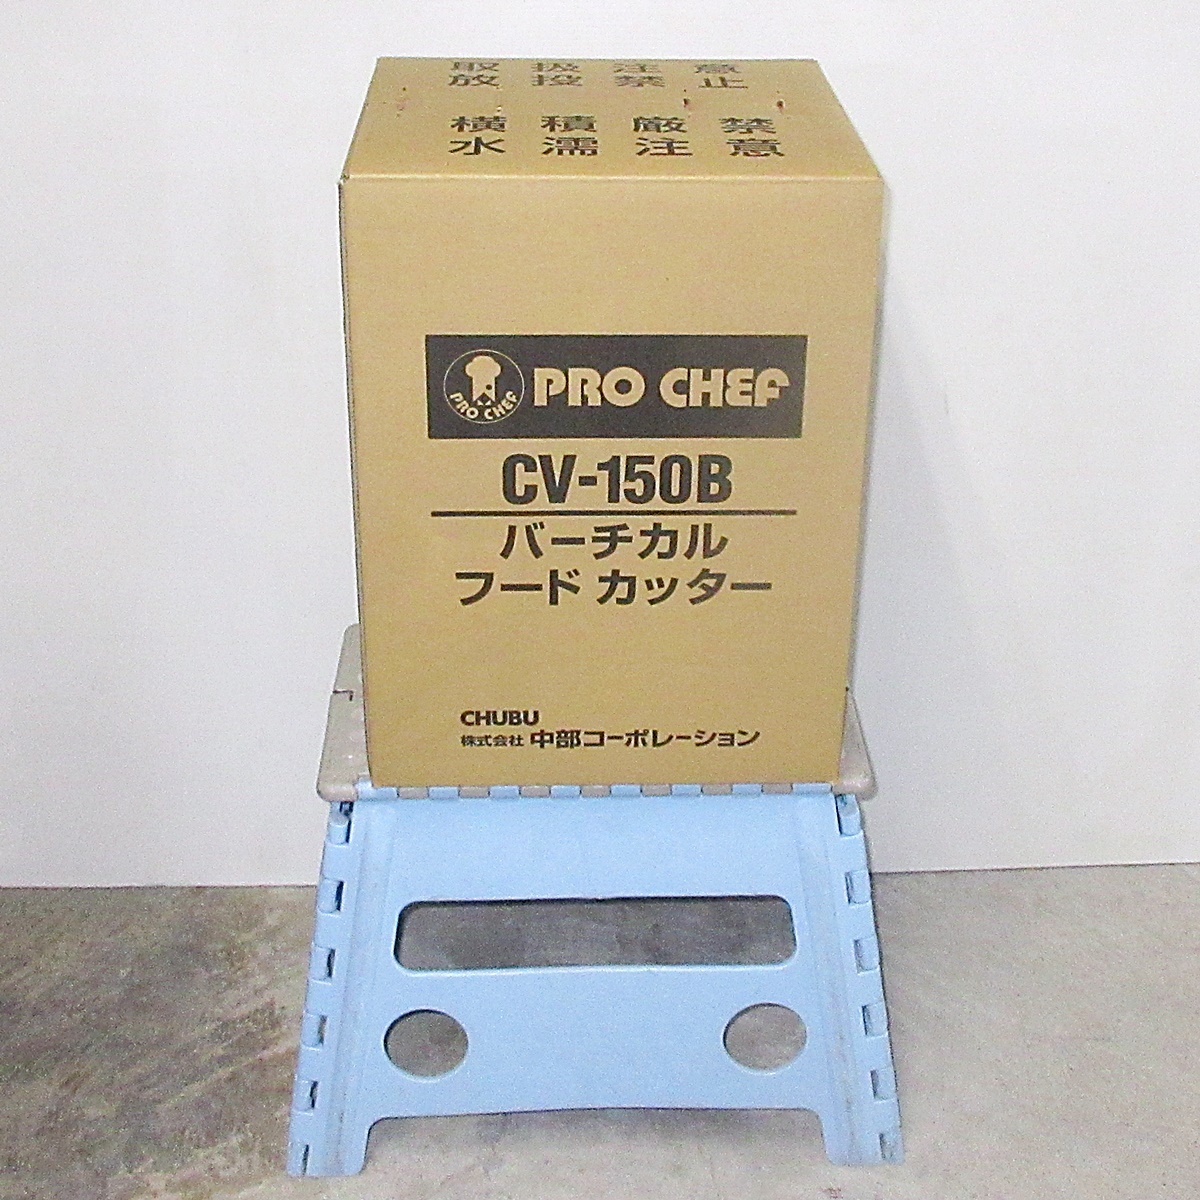 取扱注意
放投禁止
横積厳禁
水濡注意
PRO CHEF
PRO CHEF
CV-150B
バーチカル
フード カッター
CHUBU
株式会社 中部コーポレーション